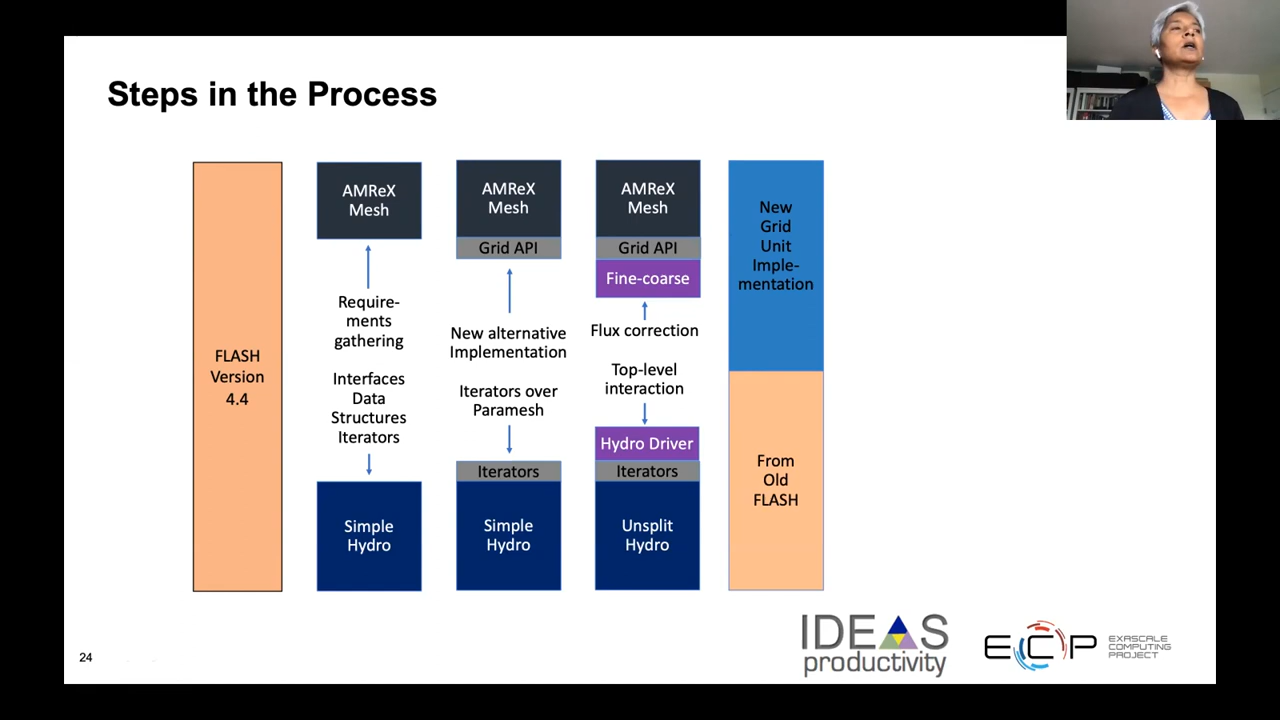 Steps in the Process
FLASH
Version
4.4
AMReX
Mesh
Require-
ments
gathering
Interfaces
Data
Structures
Iterators
Simple
Hydro
AMReX
Mesh
Grid API
New alternative
Implementation
Iterators over
Paramesh
Iterators
Simple
Hydro
AMReX
Mesh
Grid API
Fine-coarse
Flux correction
Top-level
interaction
Hydro Driver
Iterators
Unsplit
Hydro
New
Grid
Unit
Imple-
mentation
From
Old
FLASH
24
IDEAS
productivity
ECP
EXASCALE
COMPUTING
PROJECT